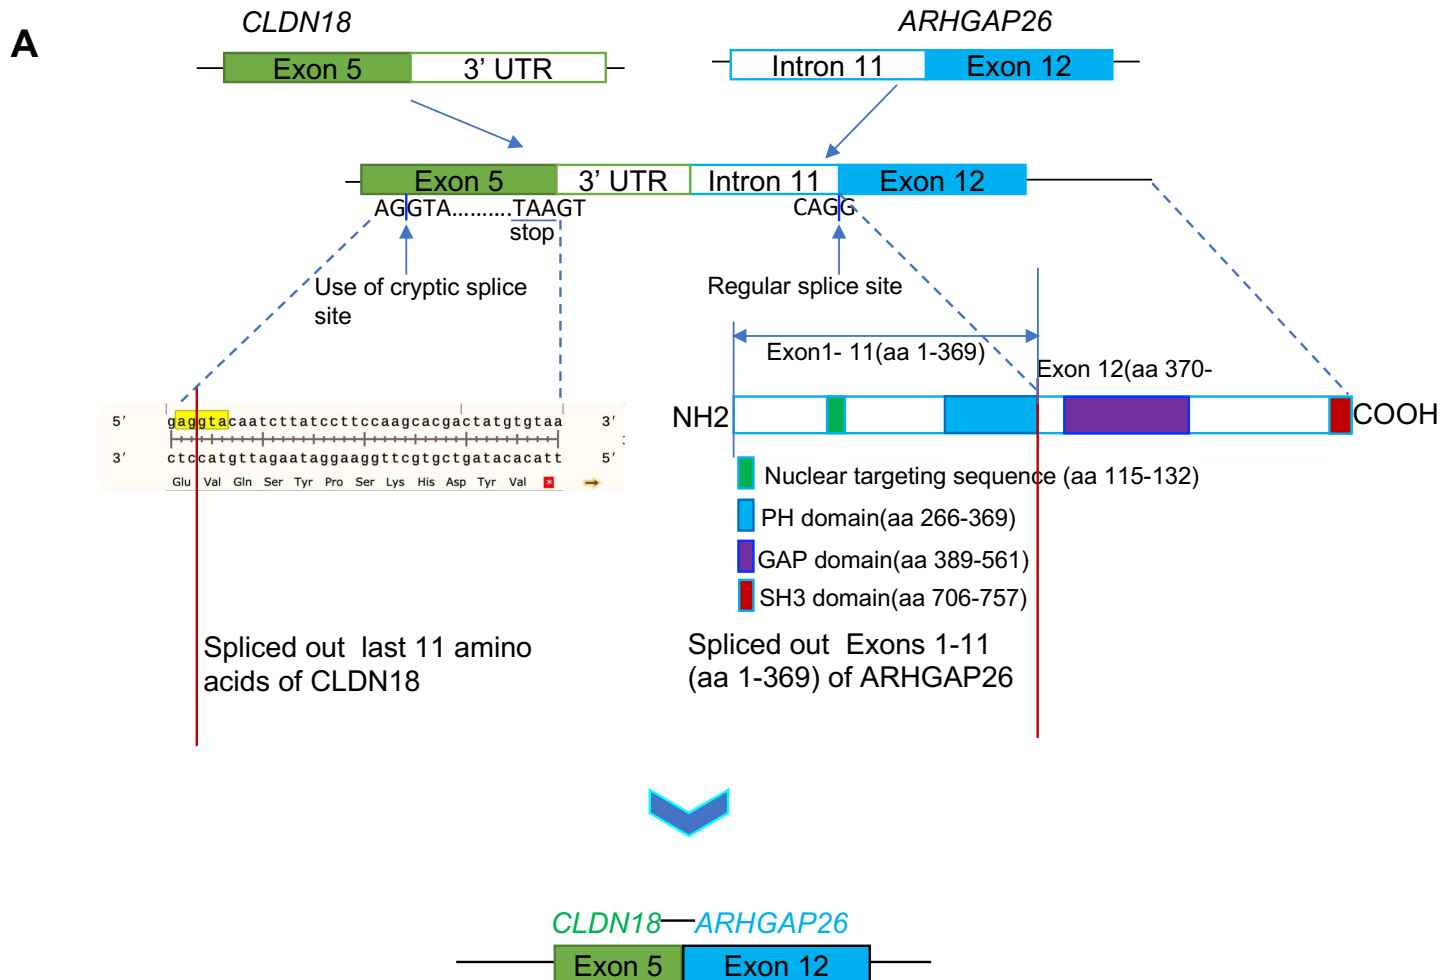 A
CLDN18
ARHGAP26
Exon 5
3’ UTR
Intron 11
Exon 12
Exon 5
3’ UTR
Intron 11
Exon 12
AGGTA..........TAAGT
stop
CAGG
Use of cryptic splice
site
Regular splice site
Exon1- 11(aa 1-369)
Exon 12(aa 370-
5′ gaggtacaatcttatccttccaagcacgactatgtgtaa 3′
3′ ctccatgttagaataggaaggttcgtgctgatacacatt 5′
Glu Val Gln Ser Tyr Pro Ser Lys His Asp Tyr Val *
NH2
COOH
Nuclear targeting sequence (aa 115-132)
PH domain(aa 266-369)
GAP domain(aa 389-561)
SH3 domain(aa 706-757)
Spliced out last 11 amino
acids of CLDN18
Spliced out Exons 1-11
(aa 1-369) of ARHGAP26
CLDN18—ARHGAP26
Exon 5
Exon 12